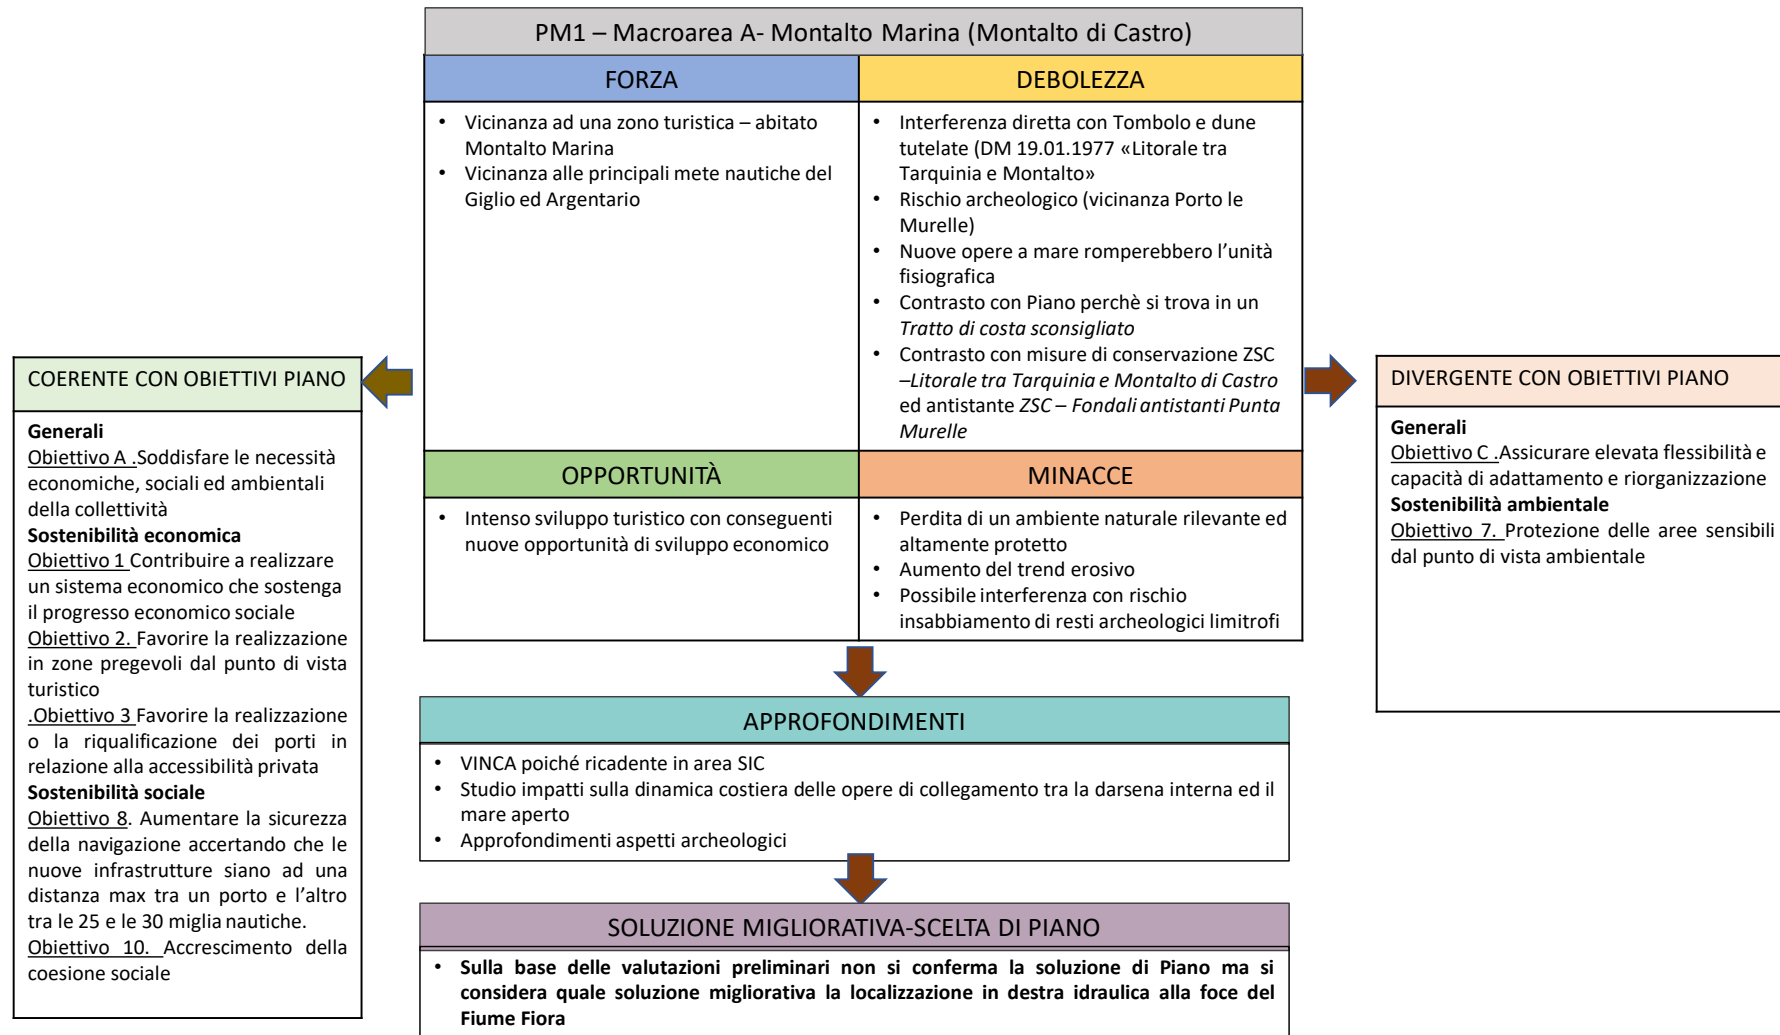 PM1 – Macroarea A- Montalto Marina (Montalto di Castro)
FORZA
• Vicinanza ad una zono turistica – abitato
Montalto Marina
• Vicinanza alle principali mete nautiche del
Giglio ed Argentario
DEBOLEZZA
• Interferenza diretta con Tombolo e dune
tutelate (DM 19.01.1977 «Litorale tra
Tarquinia e Montalto»
• Rischio archeologico (vicinanza Porto le
Murelle)
• Nuove opere a mare romperebbero l’unità
fisiografica
• Contrasto con Piano perchè si trova in un
Tratto di costa sconsigliato
• Contrasto con misure di conservazione ZSC
–Litorale tra Tarquinia e Montalto di Castro
ed antistante ZSC – Fondali antistanti Punta
Murelle
OPPORTUNITÀ
• Intenso sviluppo turistico con conseguenti
nuove opportunità di sviluppo economico
MINACCE
• Perdita di un ambiente naturale rilevante ed
altamente protetto
• Aumento del trend erosivo
• Possibile interferenza con rischio
insabbiamento di resti archeologici limitrofi
COERENTE CON OBIETTIVI PIANO
Generali
Obiettivo A .Soddisfare le necessità
economiche, sociali ed ambientali
della collettività
Sostenibilità economica
Obiettivo 1 Contribuire a realizzare
un sistema economico che sostenga
il progresso economico sociale
Obiettivo 2. Favorire la realizzazione
in zone pregevoli dal punto di vista
turistico
.Obiettivo 3 Favorire la realizzazione
o la riqualificazione dei porti in
relazione alla accessibilità privata
Sostenibilità sociale
Obiettivo 8. Aumentare la sicurezza
della navigazione accertando che le
nuove infrastrutture siano ad una
distanza max tra un porto e l’altro
tra le 25 e le 30 miglia nautiche.
Obiettivo 10. Accrescimento della
coesione sociale
DIVERGENTE CON OBIETTIVI PIANO
Generali
Obiettivo C .Assicurare elevata flessibilità e
capacità di adattamento e riorganizzazione
Sostenibilità ambientale
Obiettivo 7. Protezione delle aree sensibili
dal punto di vista ambientale
APPROFONDIMENTI
• VINCA poiché ricadente in area SIC
• Studio impatti sulla dinamica costiera delle opere di collegamento tra la darsena interna ed il
mare aperto
• Approfondimenti aspetti archeologici
SOLUZIONE MIGLIORATIVA-SCELTA DI PIANO
• Sulla base delle valutazioni preliminari non si conferma la soluzione di Piano ma si
considera quale soluzione migliorativa la localizzazione in destra idraulica alla foce del
Fiume Fiora